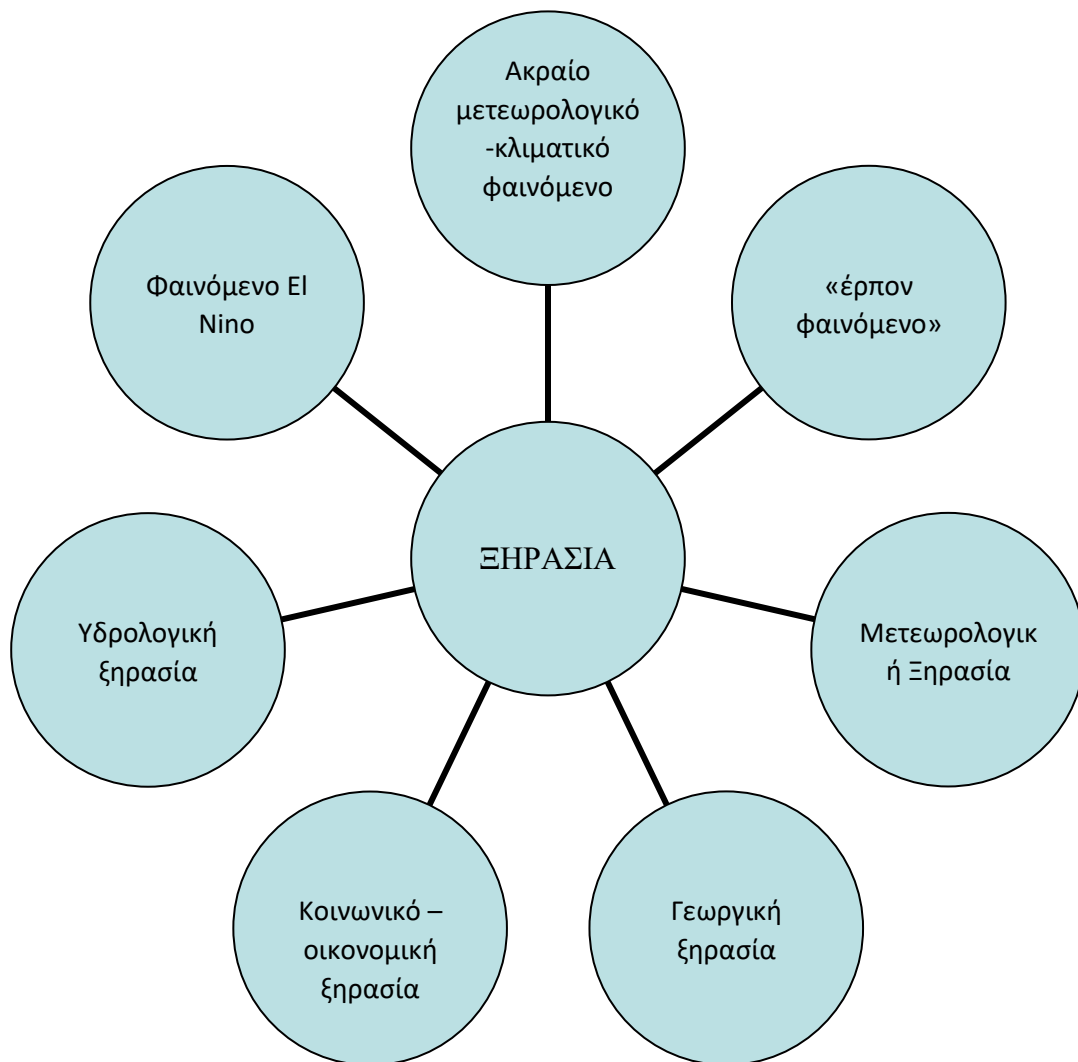 Ακραίο
μετεωρολογικό
-κλιματικό
φαινόμενο
«έρπον
φαινόμενο»
Μετεωρολογικ
ή Ξηρασία
Γεωργική
ξηρασία
Κοινωνικό –
οικονομική
ξηρασία
Υδρολογική
ξηρασία
Φαινόμενο El
Nino
ΞΗΡΑΣΙΑ